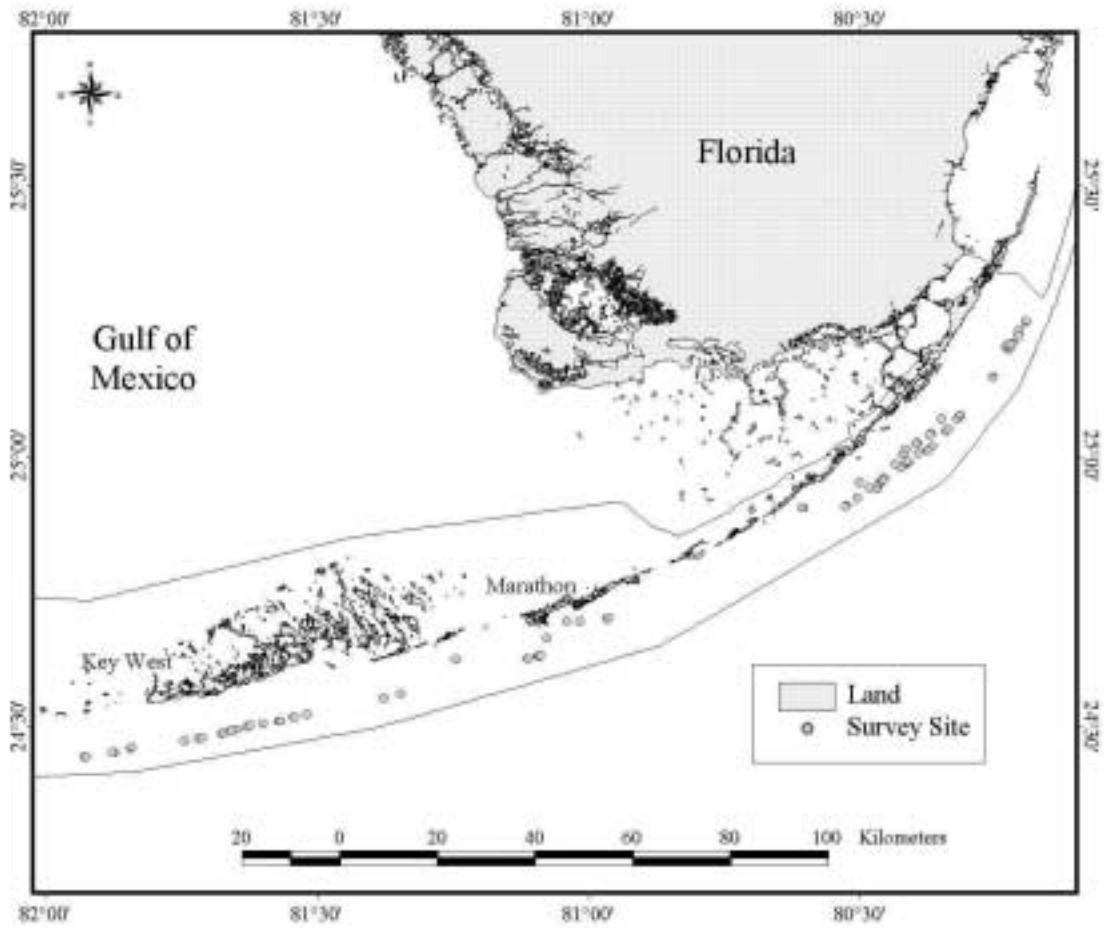 82°00' 81°30' 81°00' 80°30'
25°30' 25°30'
Florida
Gulf of
Mexico
25°00' 25°00'
Marathon
Key West
Land
Survey Site
24°30' 24°30'
20 0 20 40 60 80 100 Kilometers
82°00' 81°30' 81°00' 80°30'